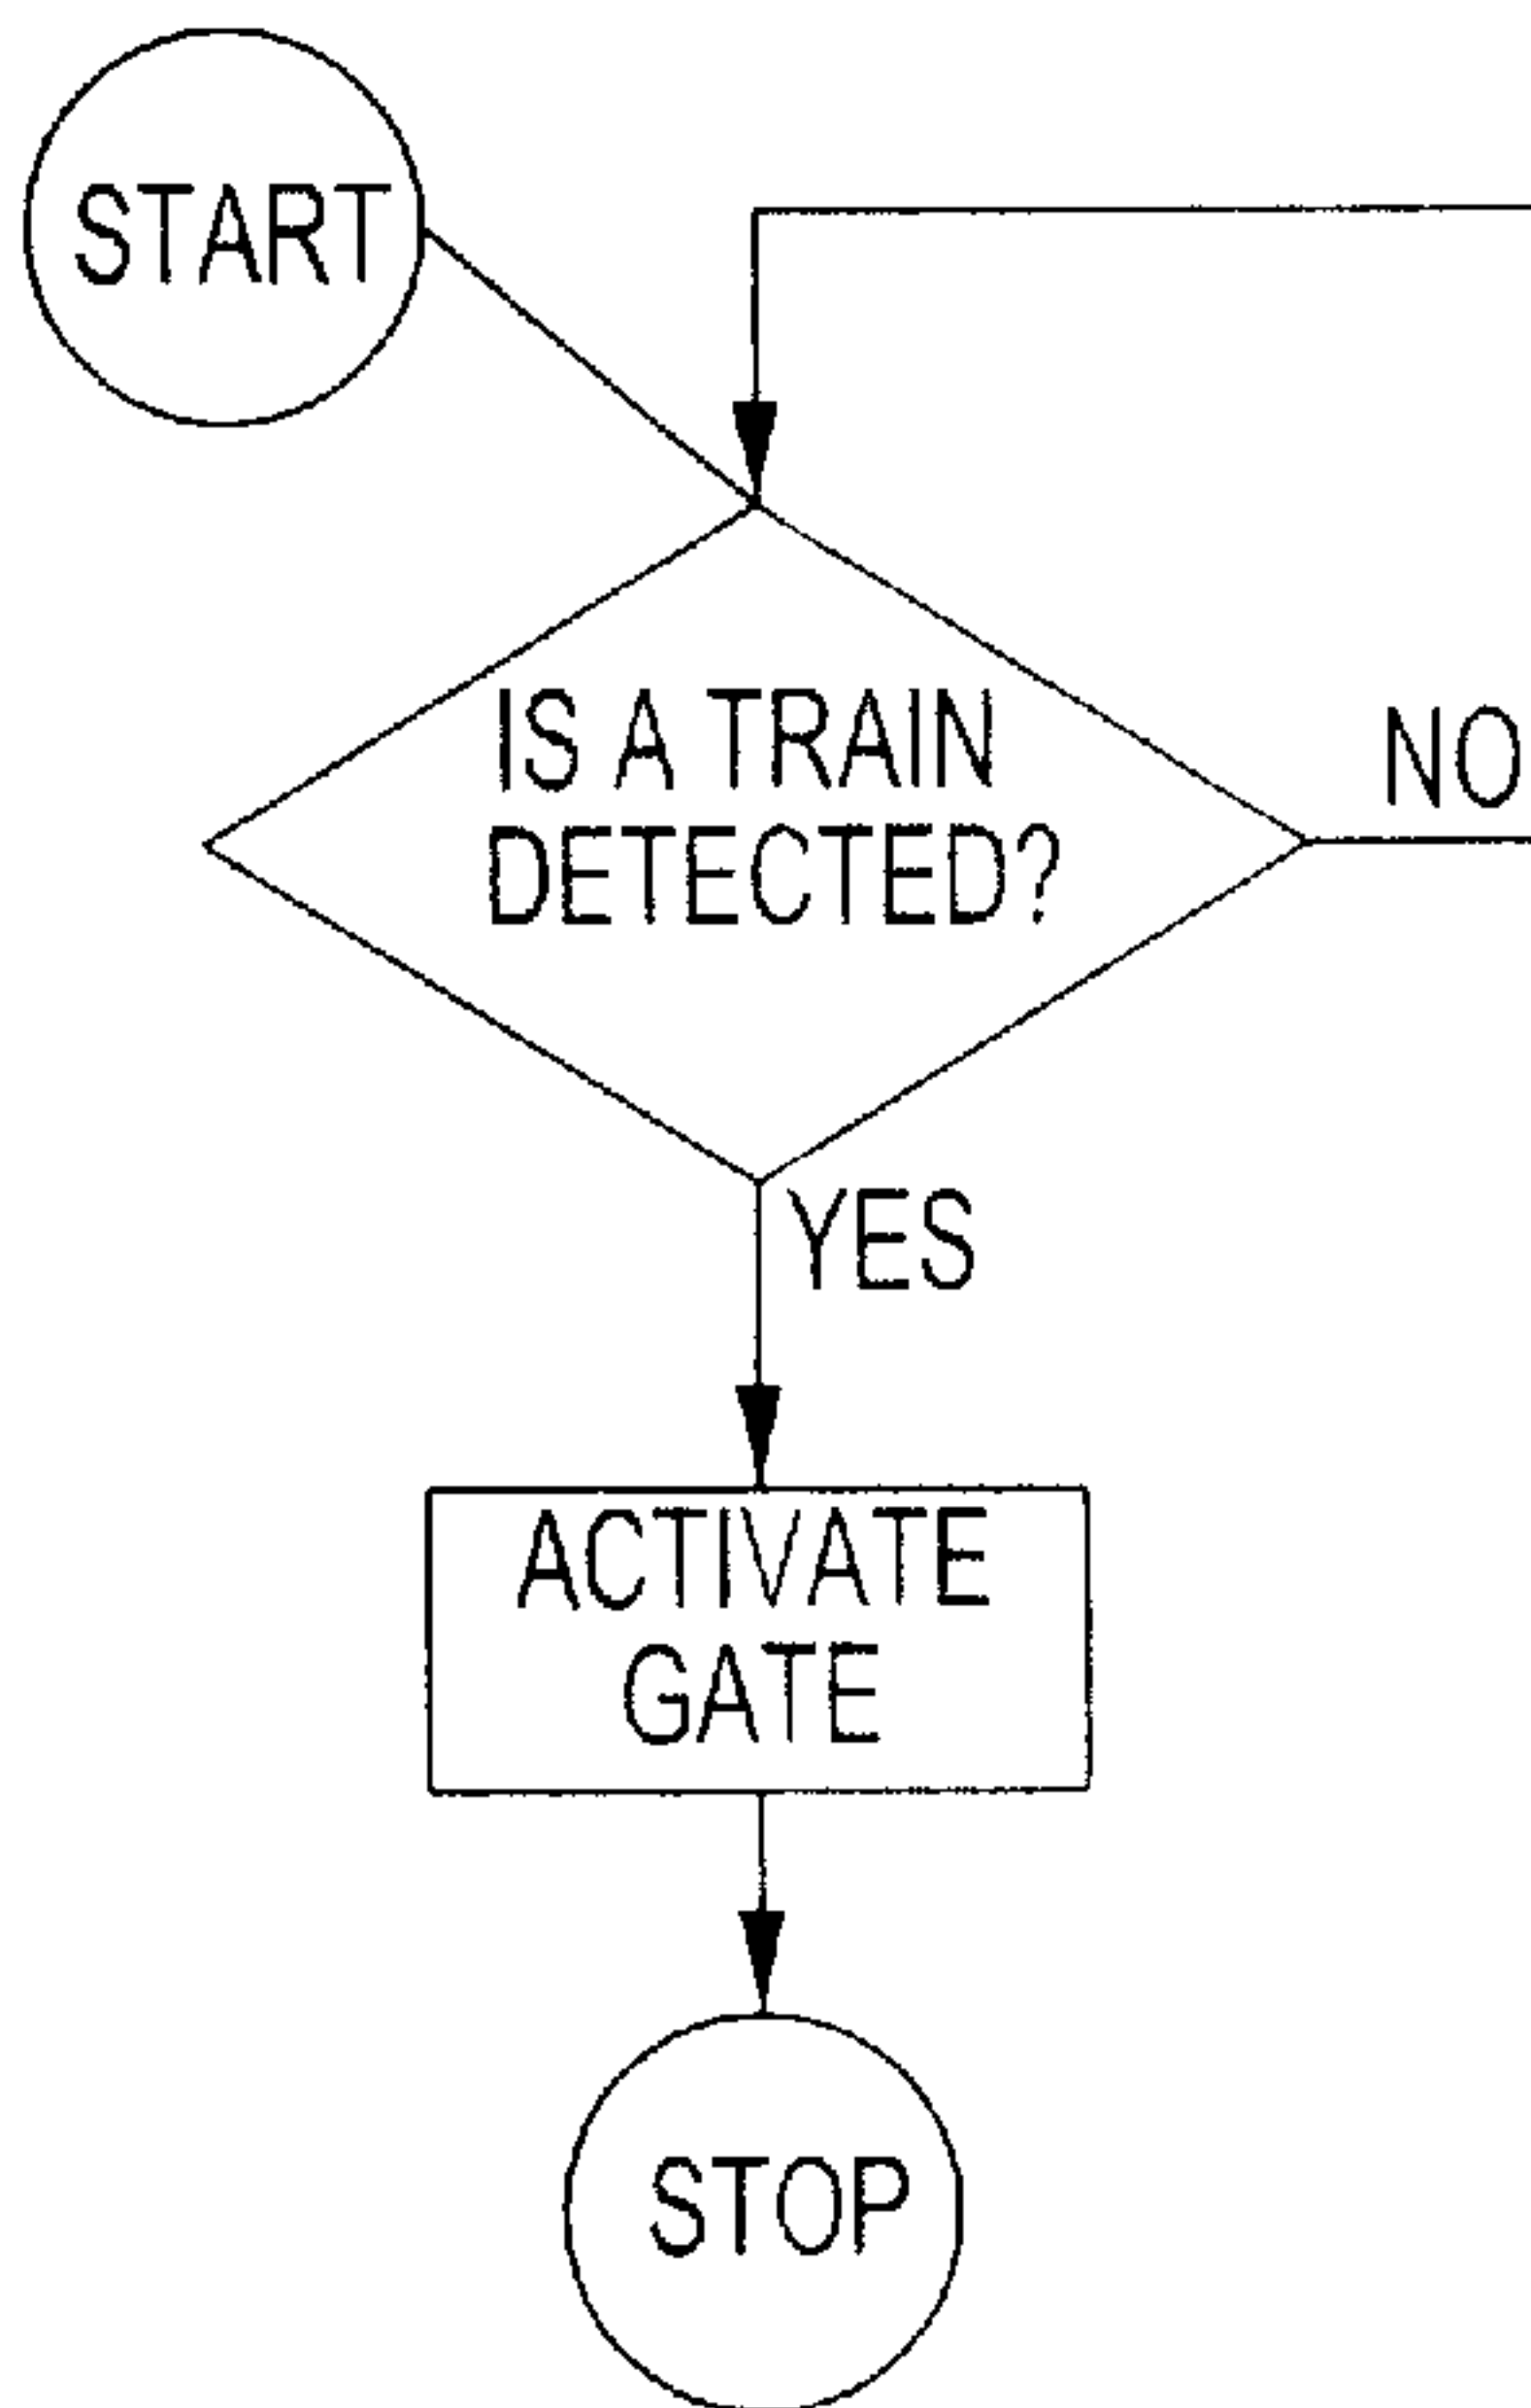 START
IS A TRAIN
DETECTED?
NO
YES
ACTIVATE
GATE
STOP